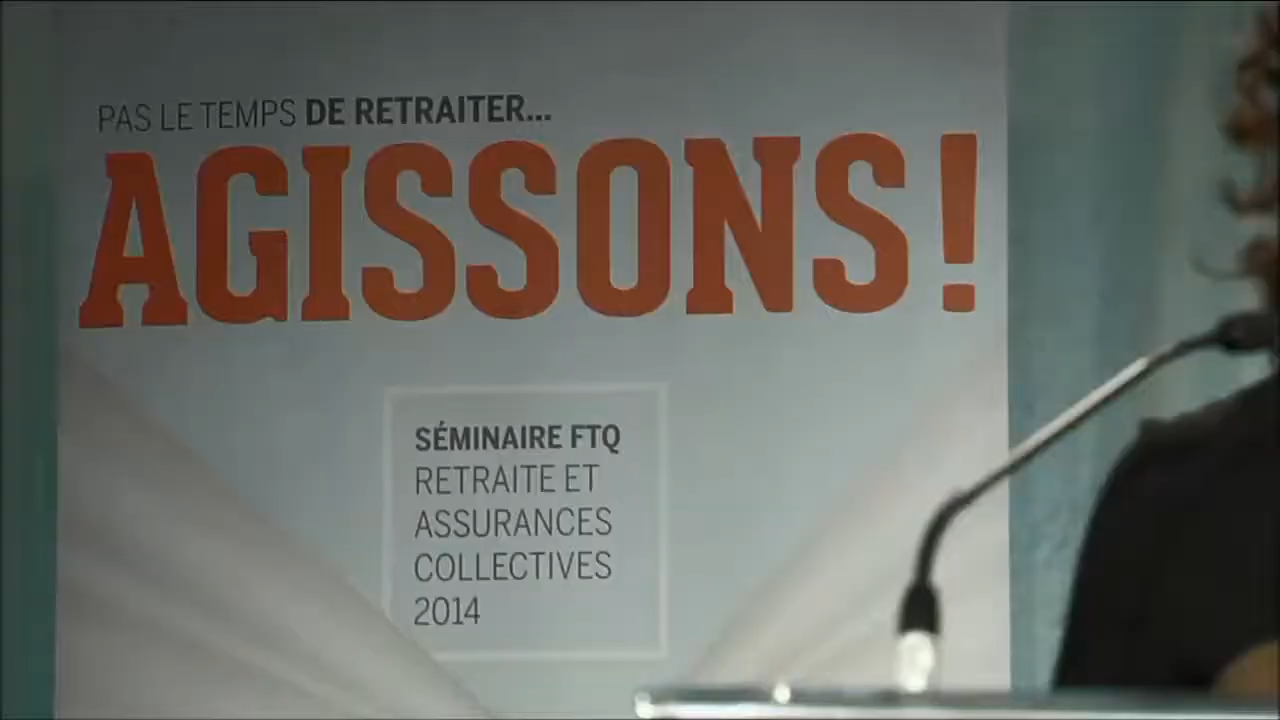 PAS LE TEMPS DE RETRAITER...
AGISSONS!
SÉMINAIRE FTQ
RETRAITE ET
ASSURANCES
COLLECTIVES
2014